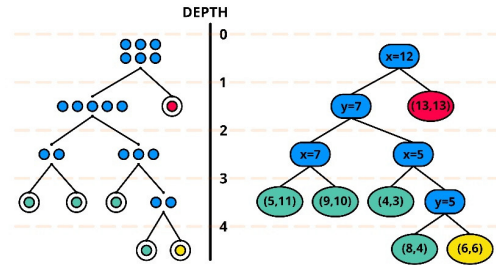 DEPTH
0
x=12
1
y=7
(13,13)
2
x=7
x=5
3
(5,11)
(9,10)
(4,3)
y=5
4
(8,4)
(6,6)